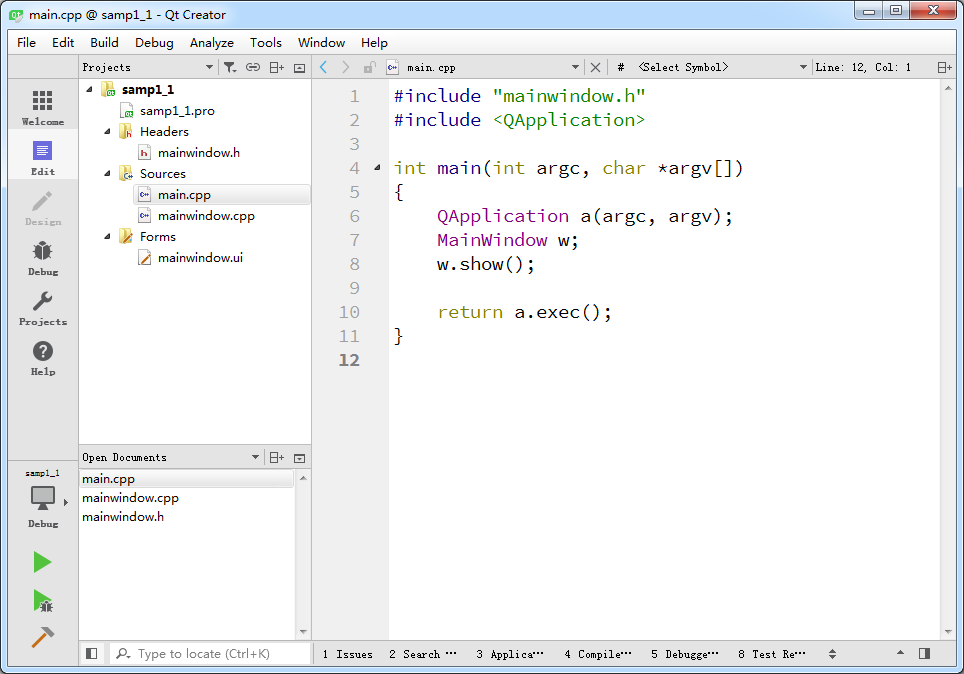 main.cpp @ samp1_1 - Qt Creator
File Edit Build Debug Analyze Tools Window Help
Projects
main.cpp
# <Select Symbol>
Line: 12, Col: 1
Welcome
Edit
Design
Debug
Projects
Help
samp1_1
samp1_1.pro
Headers
mainwindow.h
Sources
main.cpp
mainwindow.cpp
Forms
mainwindow.ui
1 #include "mainwindow.h"
2 #include <QApplication>
3
4 int main(int argc, char *argv[])
5 {
6 QApplication a(argc, argv);
7 MainWindow w;
8 w.show();
9
10 return a.exec();
11 }
12
Open Documents
main.cpp
mainwindow.cpp
mainwindow.h
samp1_1
Debug
Type to locate (Ctrl+K)
1 Issues 2 Search ⋯ 3 Applica⋯ 4 Compile⋯ 5 Debugge⋯ 8 Test Re⋯